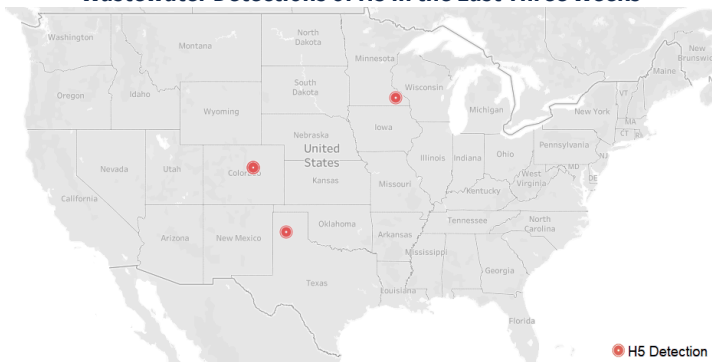 Wastewater Detections of H5 in the Last Three Weeks
Washington
Montana
North
Dakota
Minnesota
Oregon
Idaho
South
Dakota
Wisconsin
Michigan
Wyoming
Iowa
New York
VT
Maine
New
Brunswick
MA
CT
Nebraska
United
States
Illinois
Indiana
Ohio
Pennsylvania
NJ
MD
DE
Nevada
Utah
Colorado
Kansas
Missouri
West
Virginia
Kentucky
California
Arizona
New Mexico
Oklahoma
Arkansas
Tennessee
North
Carolina
Mississippi
Texas
Louisiana
Georgia
Florida
H5 Detection